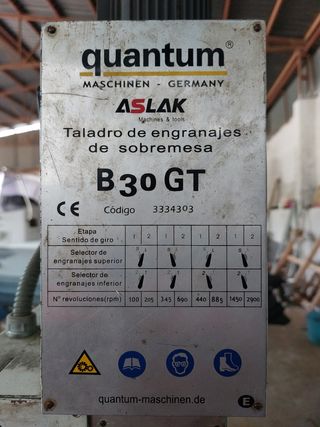 quantum®
MASCHINEN - GERMANY
ASLAK
Machines & tools
Taladro de engranajes
de sobremesa
B30 GT
CE Código 3334303
Etapa 1 2 1 2 1 2 1 2
Sentido de giro
Selector de
engranajes superior
Selector de
engranajes inferior
Nº revoluciones(rpm) 100 205 345 690 440 885 1450 2900
quantum-maschinen.de E